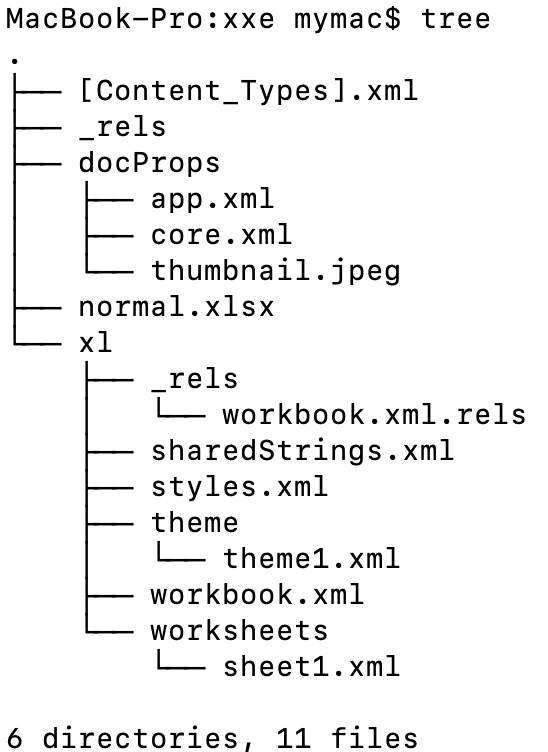 MacBook-Pro:xxe mymac$ tree
.
├── [Content_Types].xml
├── _rels
├── docProps
│   ├── app.xml
│   ├── core.xml
│   └── thumbnail.jpeg
├── normal.xlsx
└── xl
    ├── _rels
    │   └── workbook.xml.rels
    ├── sharedStrings.xml
    ├── styles.xml
    ├── theme
    │   └── theme1.xml
    ├── workbook.xml
    └── worksheets
        └── sheet1.xml

6 directories, 11 files